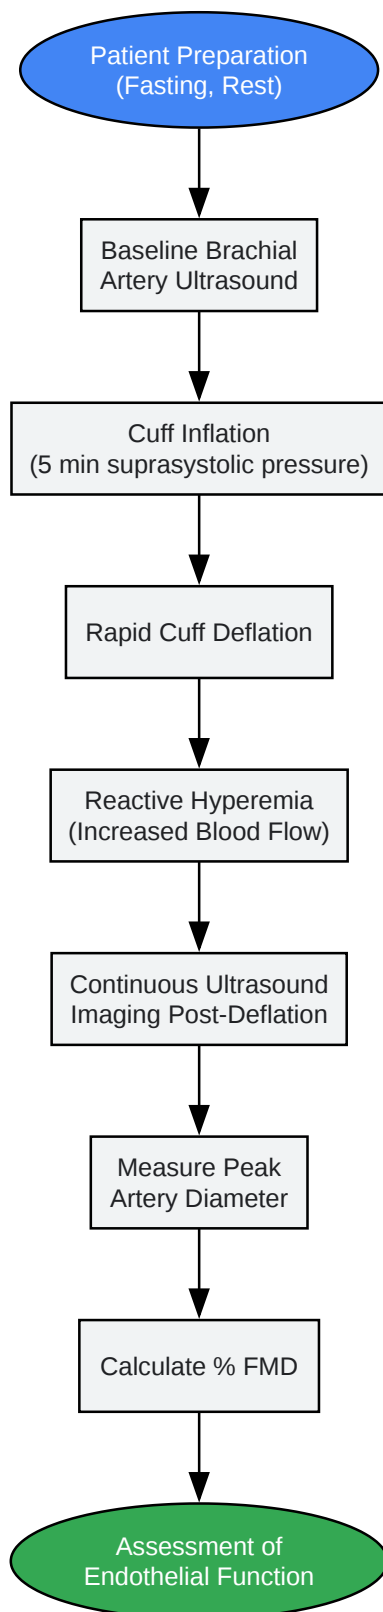 Patient Preparation
(Fasting, Rest)
Baseline Brachial
Artery Ultrasound
Cuff Inflation
(5 min suprasystolic pressure)
Rapid Cuff Deflation
Reactive Hyperemia
(Increased Blood Flow)
Continuous Ultrasound
Imaging Post-Deflation
Measure Peak
Artery Diameter
Calculate % FMD
Assessment of
Endothelial Function